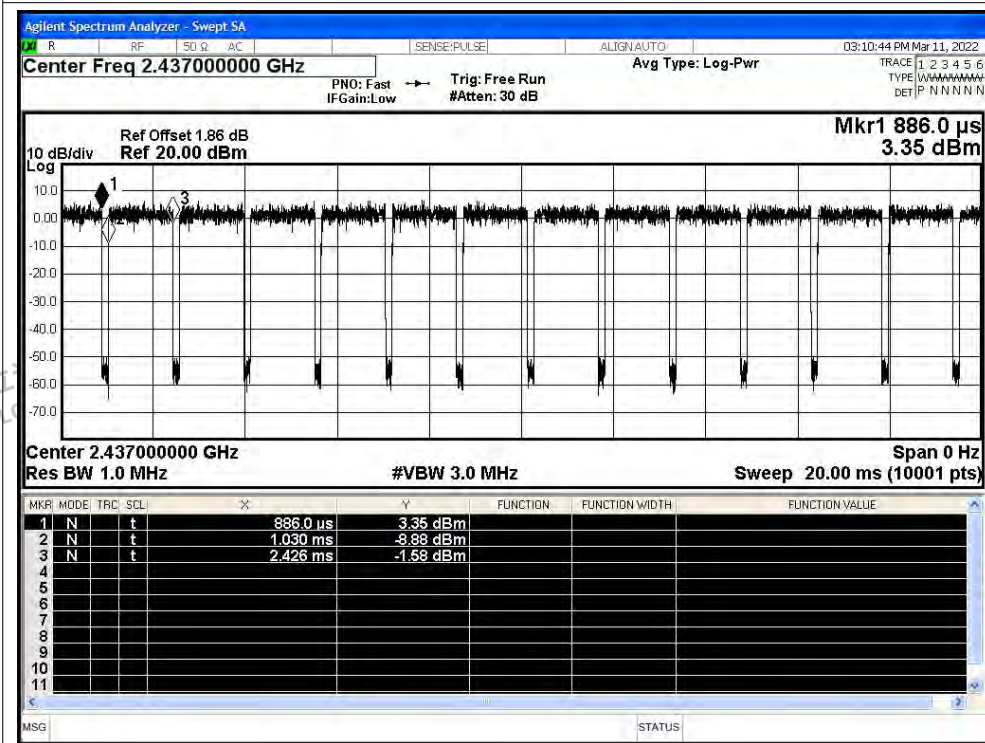 Agilent Spectrum Analyzer - Swept SA
R RF 50 Ω AC SENSE:PULSE ALIGN AUTO 03:10:44 PM Mar 11, 2022
Center Freq 2.437000000 GHz Avg Type: Log-Pwr TRACE 1 2 3 4 5 6
PNO: Fast Trig: Free Run TYPE
IFGain:Low #Atten: 30 dB DET P N N N N N
Mkr1 886.0 µs
Ref Offset 1.86 dB
10 dB/div Ref 20.00 dBm 3.35 dBm
Log
10.0
0.00
-10.0
-20.0
-30.0
-40.0
-50.0
-60.0
-70.0
1
2
3
Center 2.437000000 GHz Span 0 Hz
Res BW 1.0 MHz #VBW 3.0 MHz Sweep 20.00 ms (10001 pts)
MKR MODE TRC SCL X Y FUNCTION FUNCTION WIDTH FUNCTION VALUE
1 N t 886.0 µs 3.35 dBm
2 N t 1.030 ms -8.88 dBm
3 N t 2.426 ms -1.58 dBm
4
5
6
7
8
9
10
11
MSG STATUS